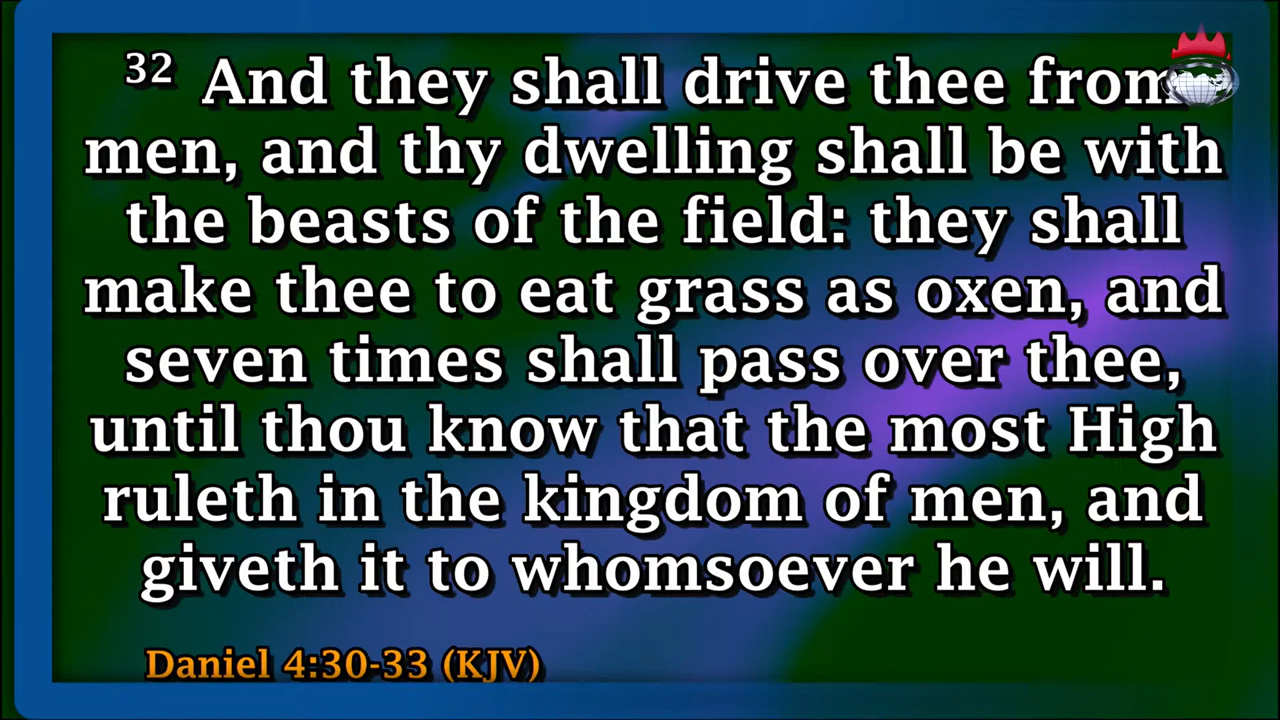 32 And they shall drive thee from
men, and thy dwelling shall be with
the beasts of the field: they shall
make thee to eat grass as oxen, and
seven times shall pass over thee,
until thou know that the most High
ruleth in the kingdom of men, and
giveth it to whomsoever he will.
Daniel 4:30-33 (KJV)